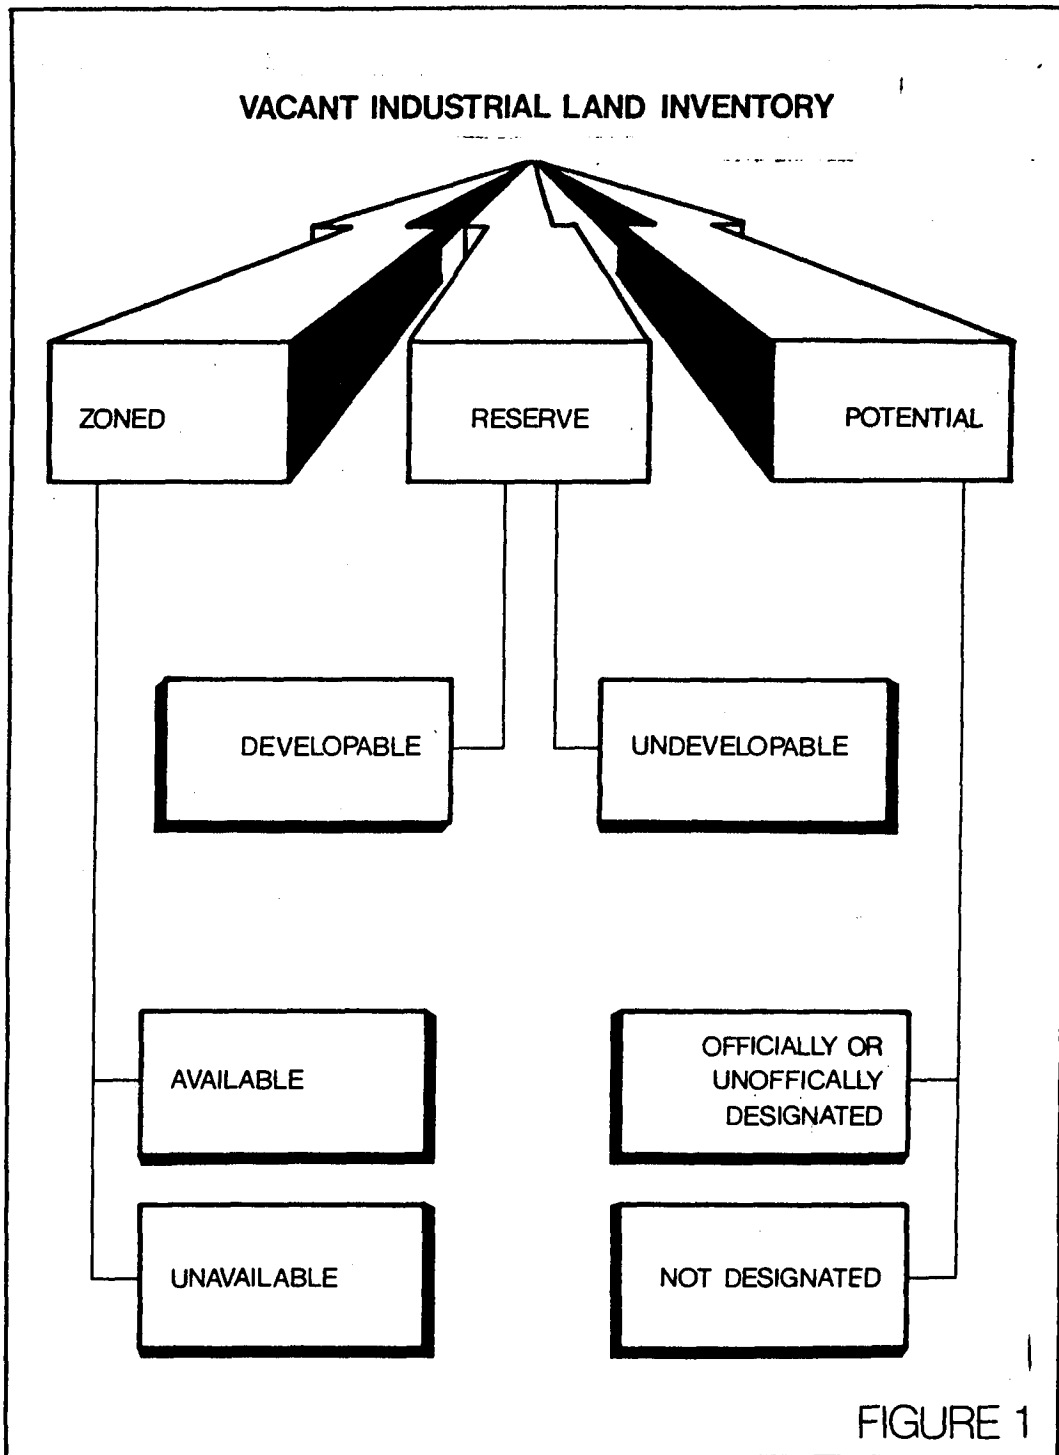 VACANT INDUSTRIAL LAND INVENTORY
ZONED
RESERVE
POTENTIAL
DEVELOPABLE
UNDEVELOPABLE
AVAILABLE
OFFICIALLY OR
UNOFFICALLY
DESIGNATED
UNAVAILABLE
NOT DESIGNATED
FIGURE 1